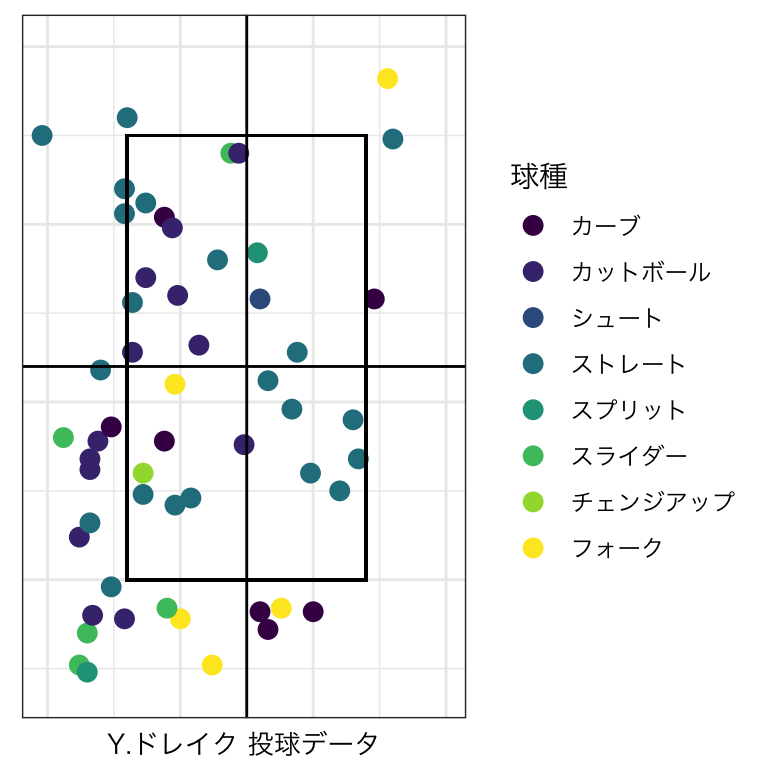 球種
カーブ
カットボール
シュート
ストレート
スプリット
スライダー
チェンジアップ
フォーク
Y.ドレイク 投球データ